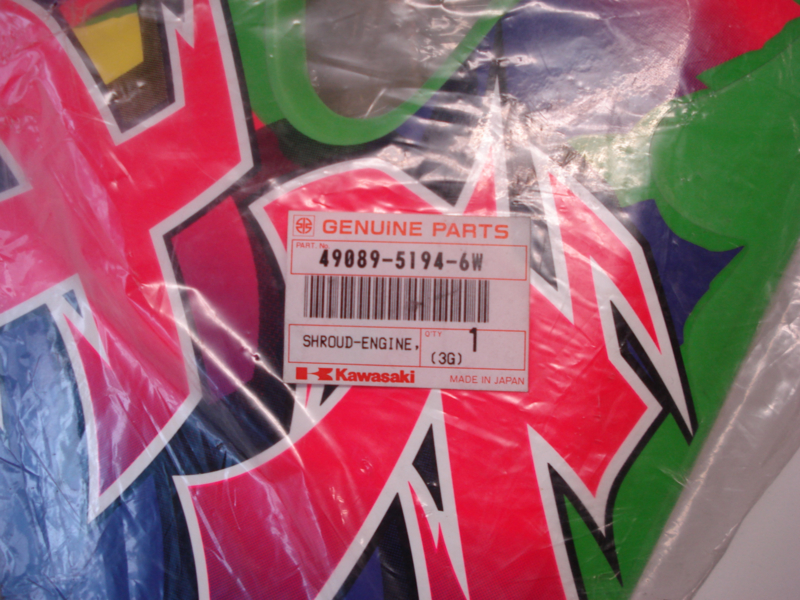 GENUINE PARTS
PART. No.
49089-5194-6W
SHROUD-ENGINE,
Q'TY
1
(3G)
Kawasaki
MADE IN JAPAN